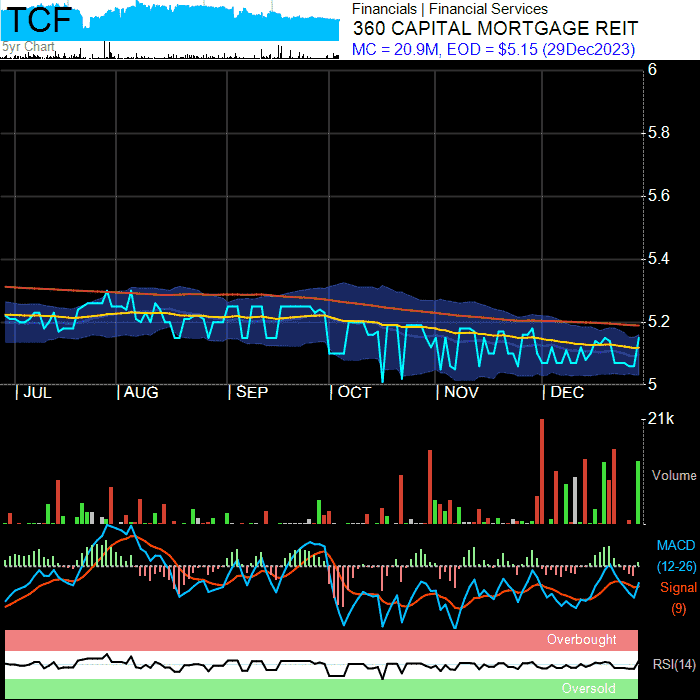 TCF
5yr Chart
Financials | Financial Services
360 CAPITAL MORTGAGE REIT
MC = 20.9M, EOD = $5.15 (29Dec2023)
6
5.8
5.6
5.4
5.2
5
JUL AUG SEP OCT NOV DEC
21k
Volume
MACD
(12-26)
Signal
(9)
Overbought
RSI(14)
Oversold